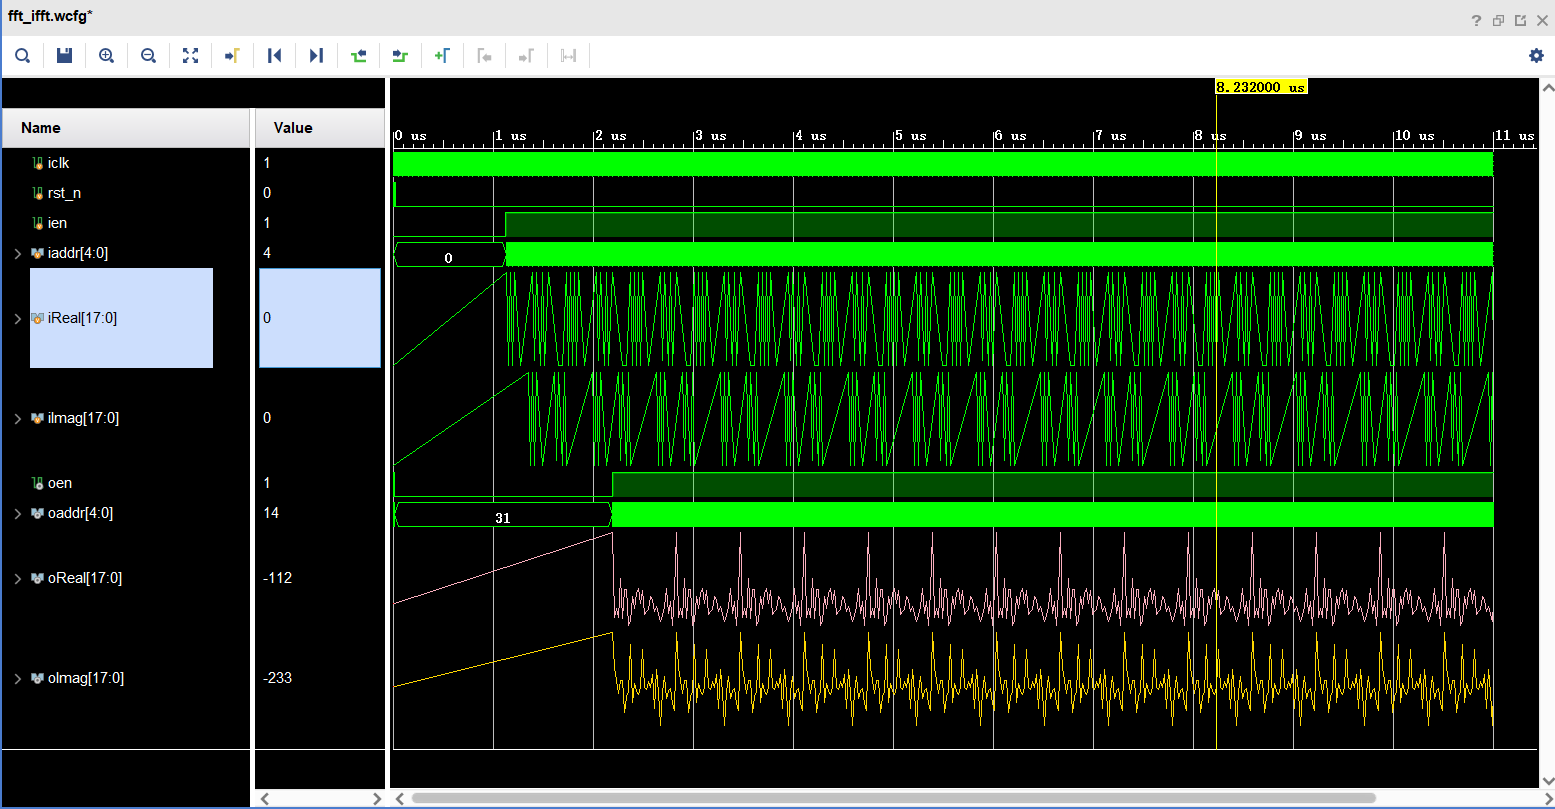 fft_ifft.wcfg*
8.232000 us
Name Value
0 us 1 us 2 us 3 us 4 us 5 us 6 us 7 us 8 us 9 us 10 us 11 us
iclk 1
rst_n 0
ien 1
iaddr[4:0] 4 0
iReal[17:0] 0
iImag[17:0] 0
oen 1
oaddr[4:0] 14 31
oReal[17:0] -112
oImag[17:0] -233